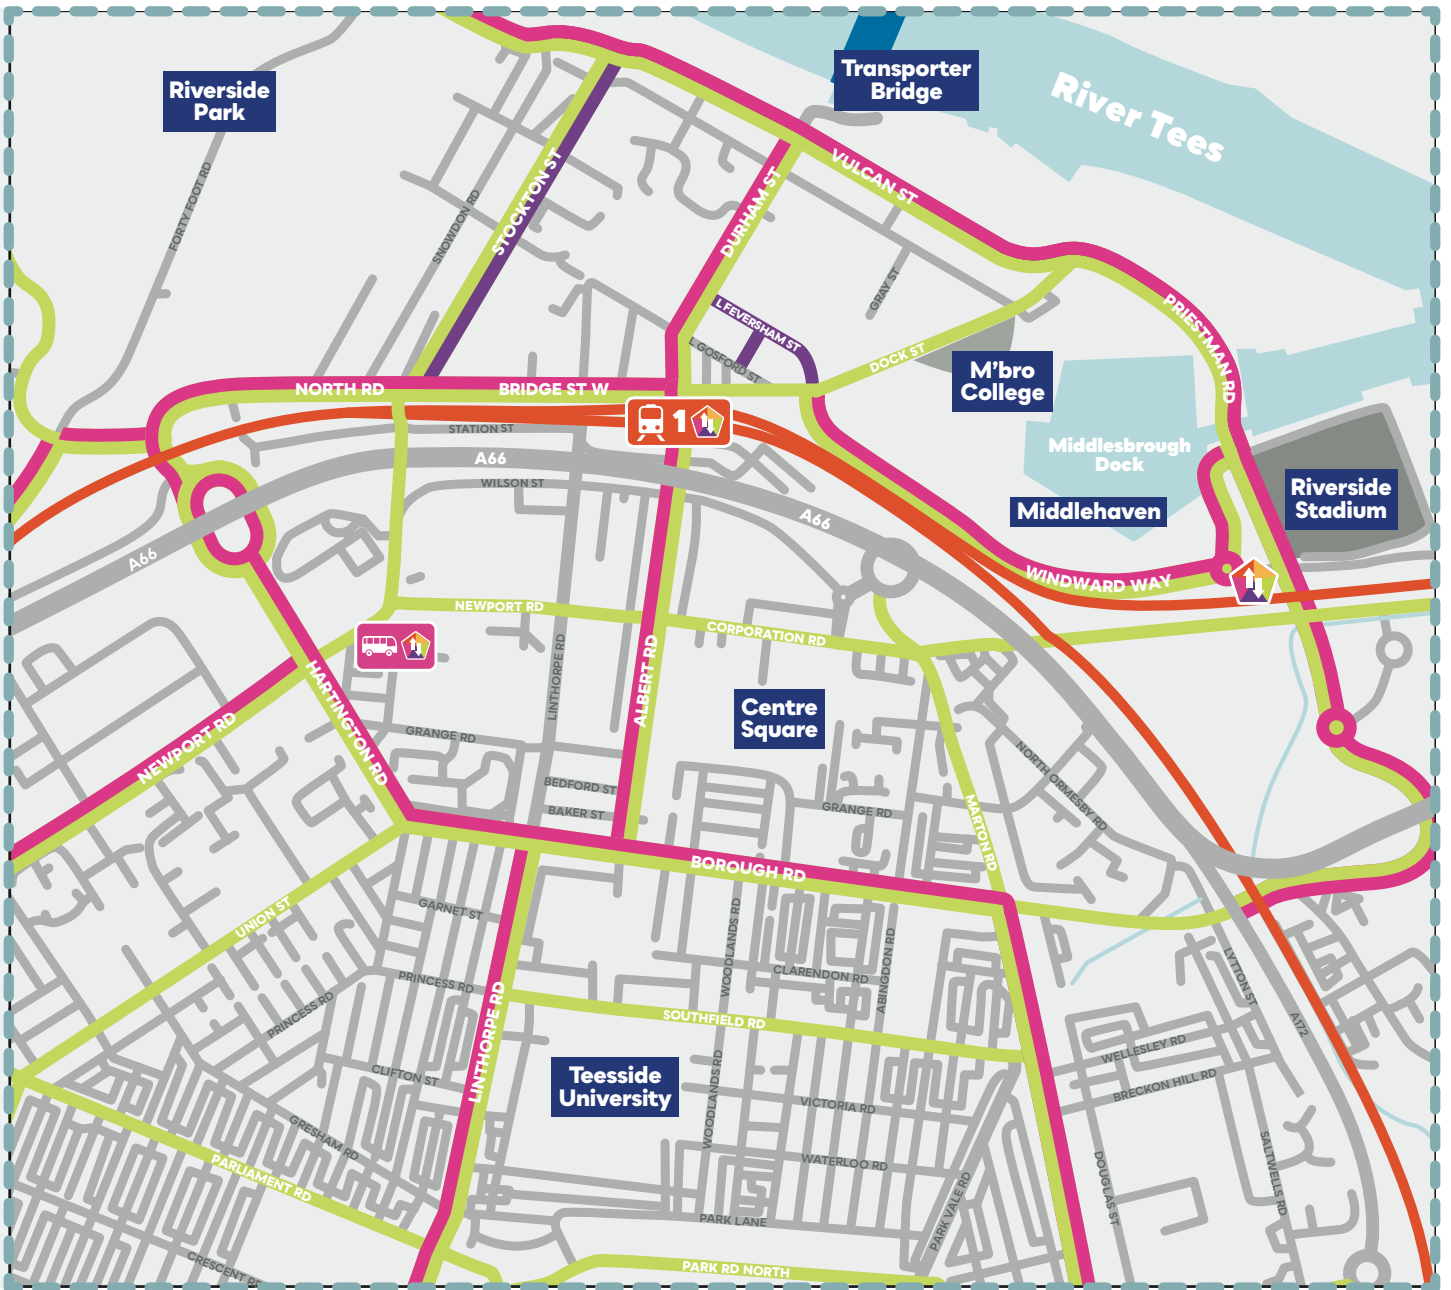 Riverside
Park
Transporter
Bridge
River Tees
FORTY FOOT RD
SNOWDON RD
STOCKTON ST
DURHAM ST
VULCAN ST
GRAY ST
PRIESTMAN RD
L FEVERSHAM ST
L GOSFORD ST
DOCK ST
M'bro
College
NORTH RD
BRIDGE ST W
STATION ST
1
A66
WILSON ST
A66
A66
Middlesbrough
Dock
Middlehaven
Riverside
Stadium
WINDWARD WAY
NEWPORT RD
CORPORATION RD
LINTHORPE RD
ALBERT RD
HARTINGTON RD
NEWPORT RD
Centre
Square
GRANGE RD
BEDFORD ST
BAKER ST
GRANGE RD
NORTH ORMESBY RD
MARTON RD
BOROUGH RD
UNION ST
GARNET ST
WOODLANDS RD
CLARENDON RD
ABINGDON RD
LYTTON ST
A172
PRINCESS RD
PRINCESS RD
LINTHORPE RD
SOUTHFIELD RD
WELLESLEY RD
BRECKON HILL RD
CLIFTON ST
Teesside
University
WOODLANDS RD
VICTORIA RD
GRESHAM RD
WATERLOO RD
PARLIAMENT RD
PARK VALE RD
DOUGLAS ST
SALTWELLS RD
PARK LANE
CRESCENT RD
PARK RD NORTH